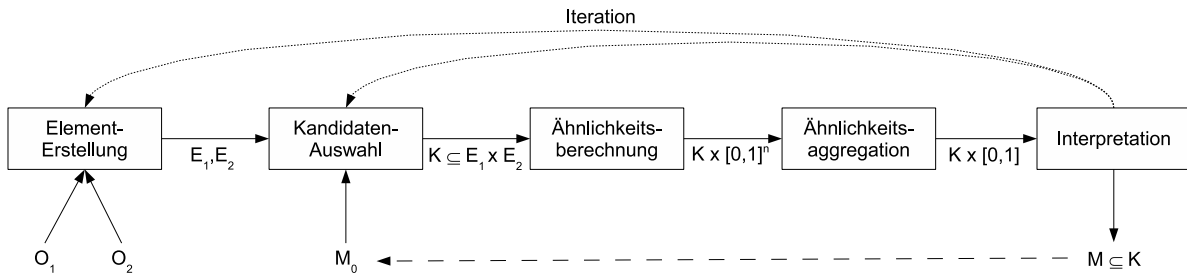 Iteration
Element-
Erstellung
Kandidaten-
Auswahl
Ähnlichkeits-
berechnung
Ähnlichkeits-
aggregation
Interpretation
E₁,E₂
K ⊆ E₁ x E₂
K x [0,1]ⁿ
K x [0,1]
O₁
O₂
M₀
M ⊆ K